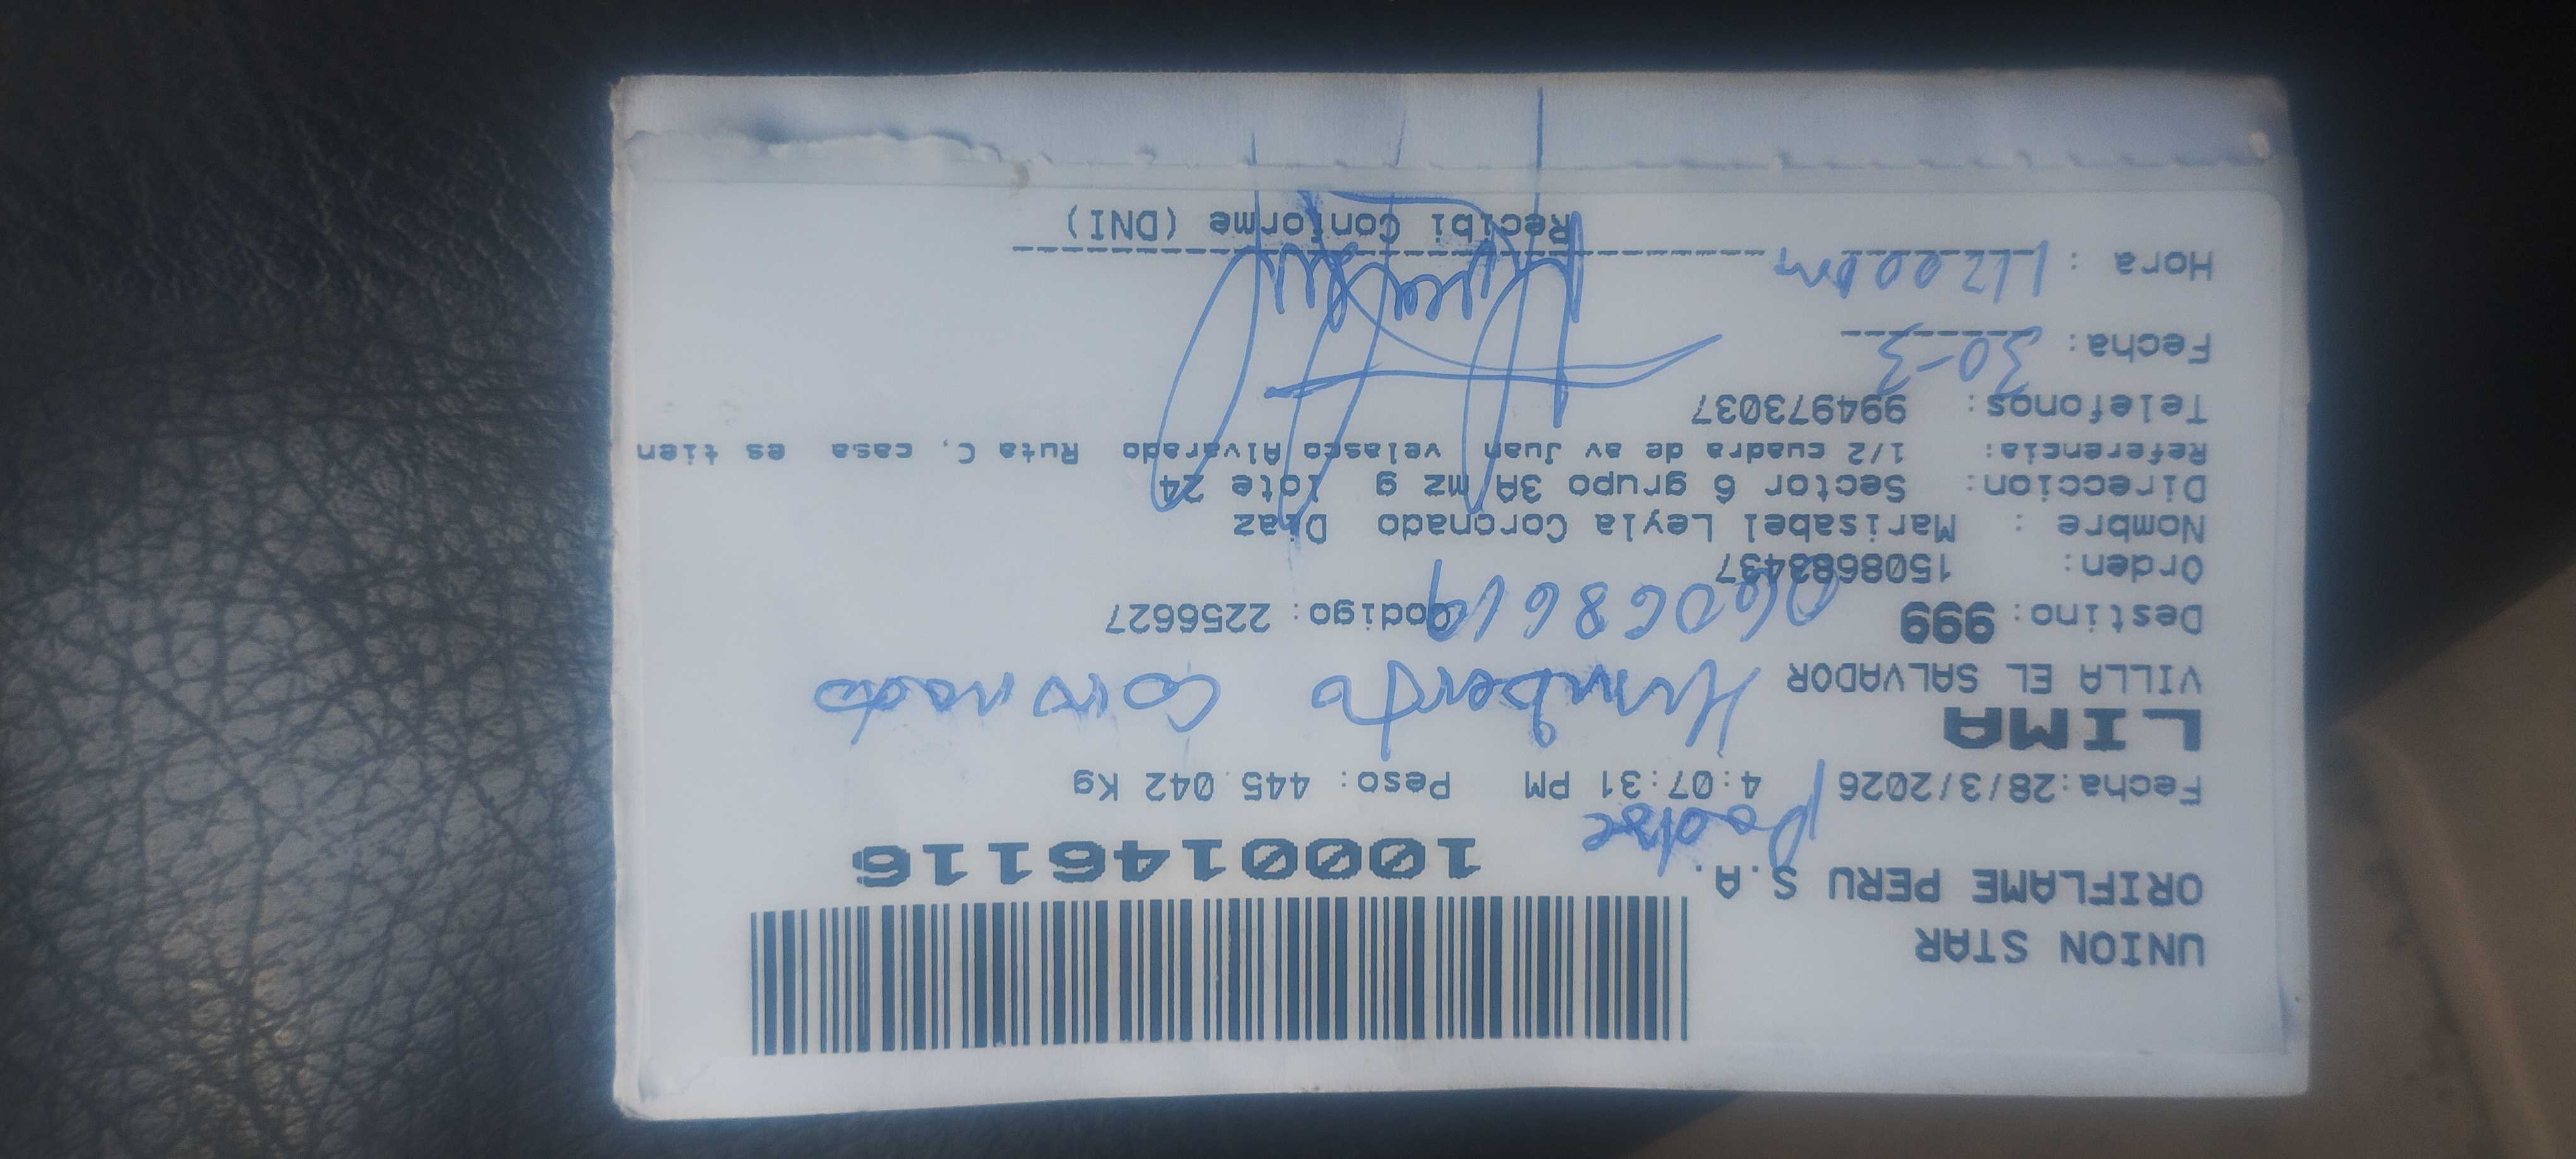 UNION STAR
ORIFLAME PERU S.A.
1000146116
Padre
Fecha:28/3/2026 4:07:31 PM Peso: 445.042 Kg
LIMA
VILLA EL SALVADOR
Humberto Coronado
Destino: 999 Codigo: 2256627
Orden: 1508683437
Nombre : Marisabel Leyla Coronado Diaz
Direccion: Sector 6 grupo 3A mz g lote 24
Referencia: 1/2 cuadra de av Juan velasco Alvarado Ruta C, casa es tien
Telefonos: 994973037
Fecha: 30-3
Hora :
Recibi Conforme (DNI)